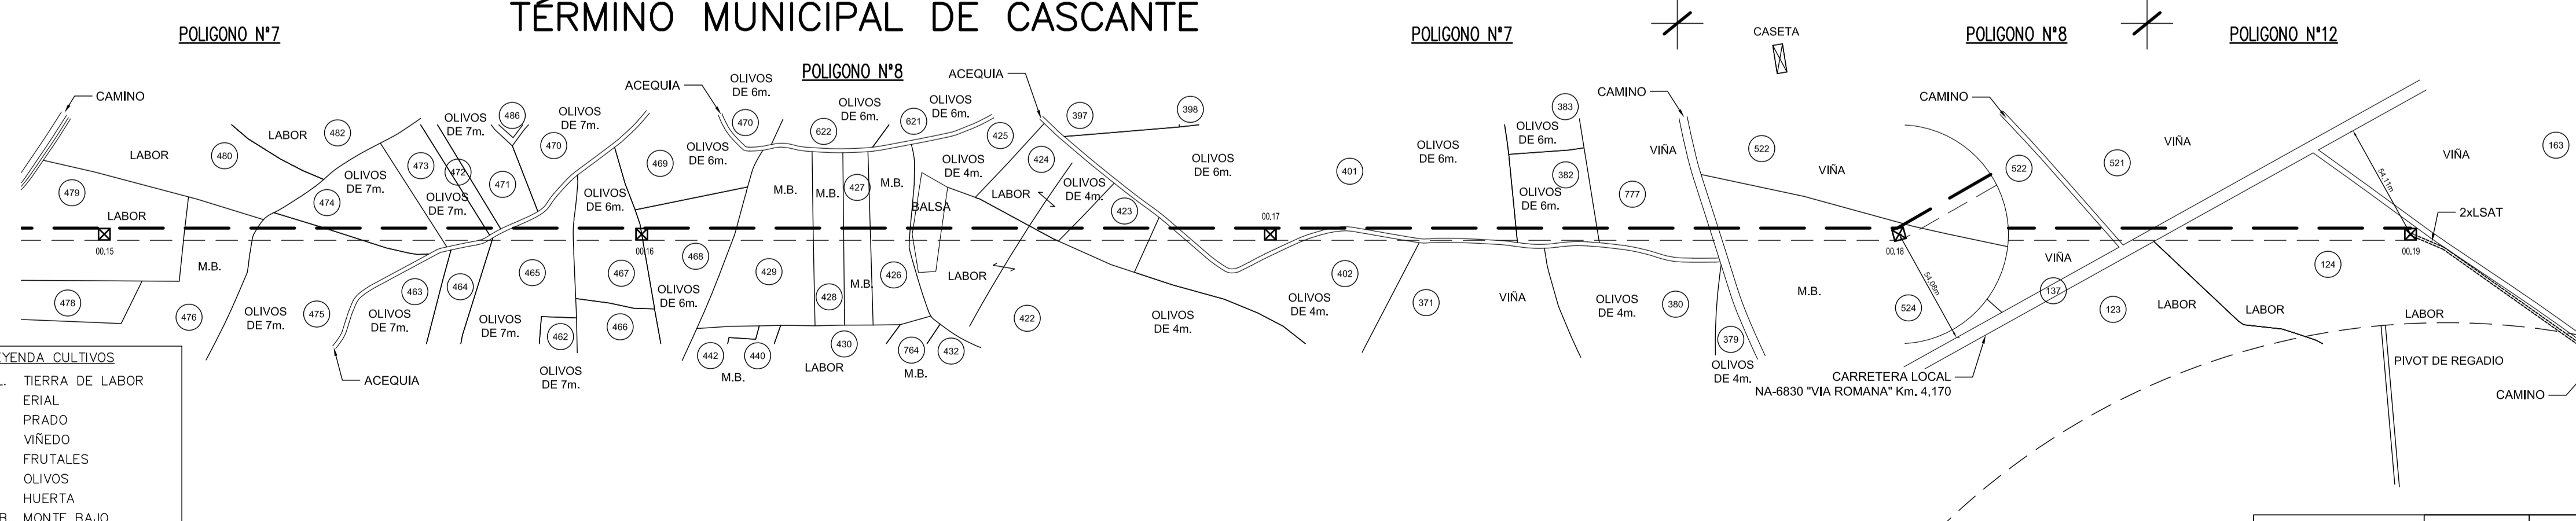 TÉRMINO MUNICIPAL DE CASCANTE
POLIGONO Nº7
POLIGONO Nº8
POLIGONO Nº7
POLIGONO Nº8
POLIGONO Nº12
CASETA
CAMINO
ACEQUIA
OLIVOS
DE 6m.
ACEQUIA
CAMINO
CAMINO
LABOR
480
LABOR
482
479
LABOR
00.15
478
M.B.
476
OLIVOS
DE 7m.
474
473
472
OLIVOS
DE 7m.
OLIVOS
DE 7m.
486
471
470
OLIVOS
DE 7m.
OLIVOS
DE 6m.
469
OLIVOS
DE 6m.
470
622
OLIVOS
DE 6m.
621
OLIVOS
DE 6m.
425
OLIVOS
DE 4m.
424
397
398
LABOR
OLIVOS
DE 4m.
423
OLIVOS
DE 6m.
401
OLIVOS
DE 6m.
383
OLIVOS
DE 6m.
382
OLIVOS
DE 6m.
777
VIÑA
522
VIÑA
522
521
VIÑA
VIÑA
163
54.11m
2xLSAT
M.B.
M.B.
427
M.B.
BALSA
00.16
00.17
00.18
00.19
OLIVOS
DE 7m.
475
463
OLIVOS
DE 7m.
464
465
OLIVOS
DE 7m.
467
466
462
OLIVOS
DE 7m.
468
OLIVOS
DE 6m.
429
428
M.B.
426
LABOR
422
OLIVOS
DE 4m.
402
OLIVOS
DE 4m.
371
VIÑA
OLIVOS
DE 4m.
380
379
OLIVOS
DE 4m.
M.B.
524
54.08m
VIÑA
137
123
LABOR
LABOR
124
LABOR
442
M.B.
440
430
LABOR
764
M.B.
432
ACEQUIA
CARRETERA LOCAL
NA-6830 "VIA ROMANA" Km. 4,170
PIVOT DE REGADIO
CAMINO
EYENDA CULTIVOS
L. TIERRA DE LABOR
ERIAL
PRADO
VIÑEDO
FRUTALES
OLIVOS
HUERTA
B. MONTE BAJO